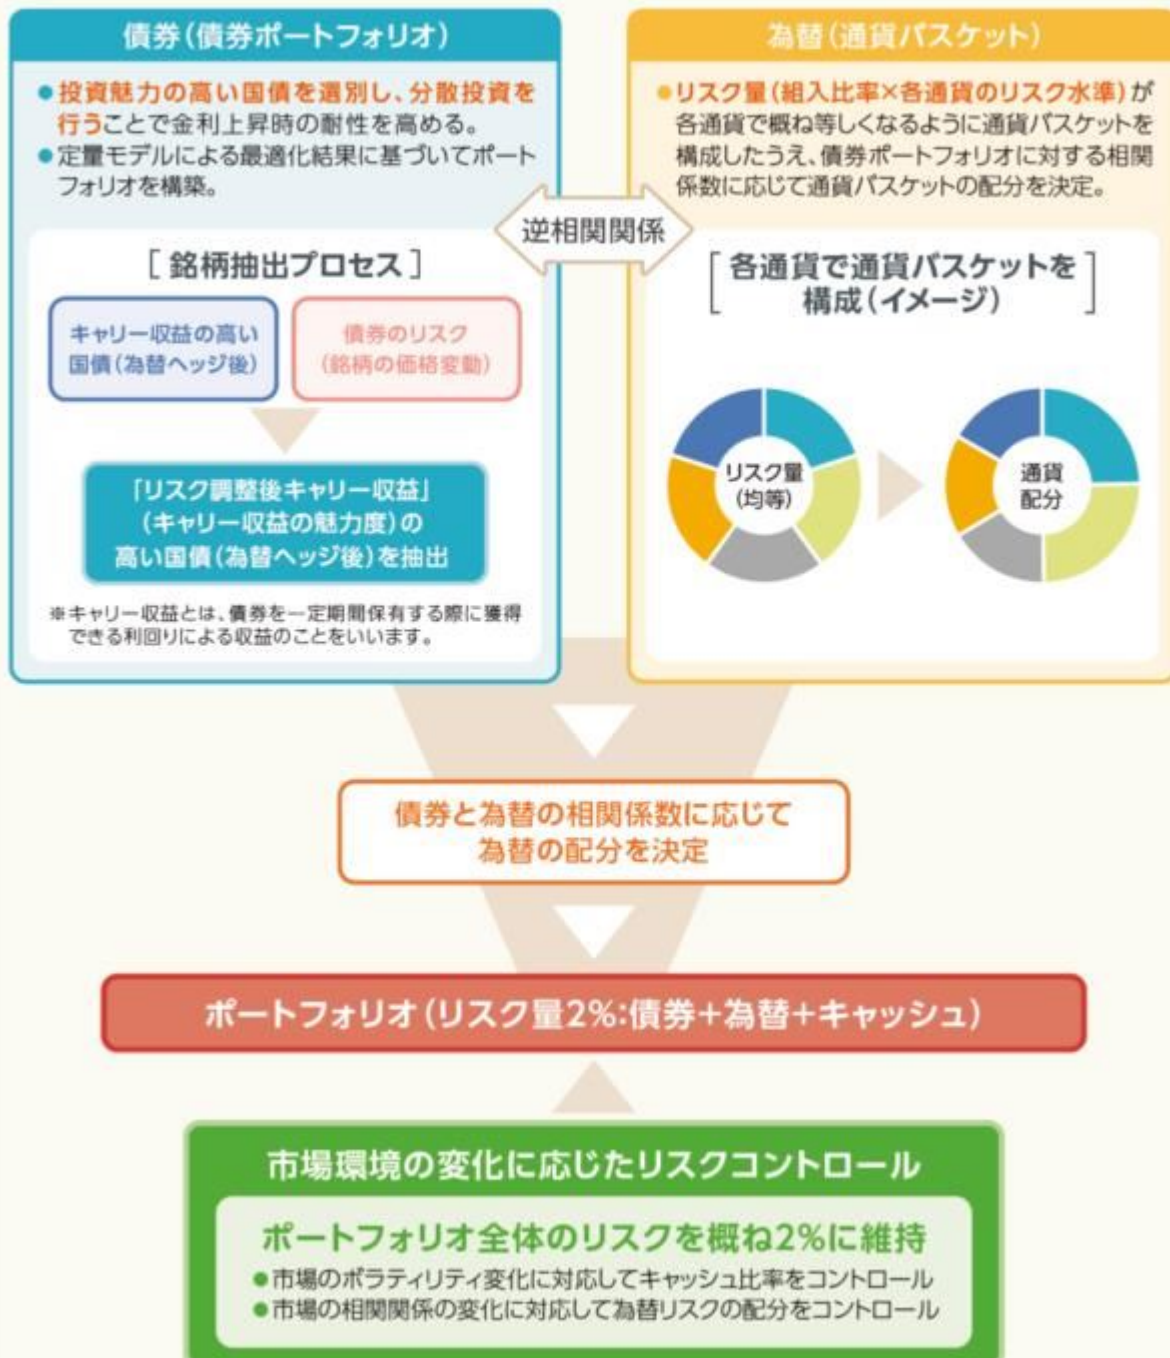 債券(債券ポートフォリオ)
●投資魅力の高い国債を選別し、分散投資を
行うことで金利上昇時の耐性を高める。
●定量モデルによる最適化結果に基づいてポート
フォリオを構築。
[銘柄抽出プロセス]
キャリー収益の高い
国債(為替ヘッジ後)
債券のリスク
(銘柄の価格変動)
「リスク調整後キャリー収益」
(キャリー収益の魅力度)の
高い国債(為替ヘッジ後)を抽出
※キャリー収益とは、債券を一定期間保有する際に獲得
できる利回りによる収益のことをいいます。
逆相関関係
為替(通貨バスケット)
●リスク量(組入比率×各通貨のリスク水準)が
各通貨で概ね等しくなるように通貨バスケットを
構成したうえ、債券ポートフォリオに対する相関
係数に応じて通貨バスケットの配分を決定。
[各通貨で通貨バスケットを
構成(イメージ)]
リスク量
(均等)
通貨
配分
債券と為替の相関係数に応じて
為替の配分を決定
ポートフォリオ(リスク量2%:債券+為替+キャッシュ)
市場環境の変化に応じたリスクコントロール
ポートフォリオ全体のリスクを概ね2%に維持
●市場のボラティリティ変化に対応してキャッシュ比率をコントロール
●市場の相関関係の変化に対応して為替リスクの配分をコントロール